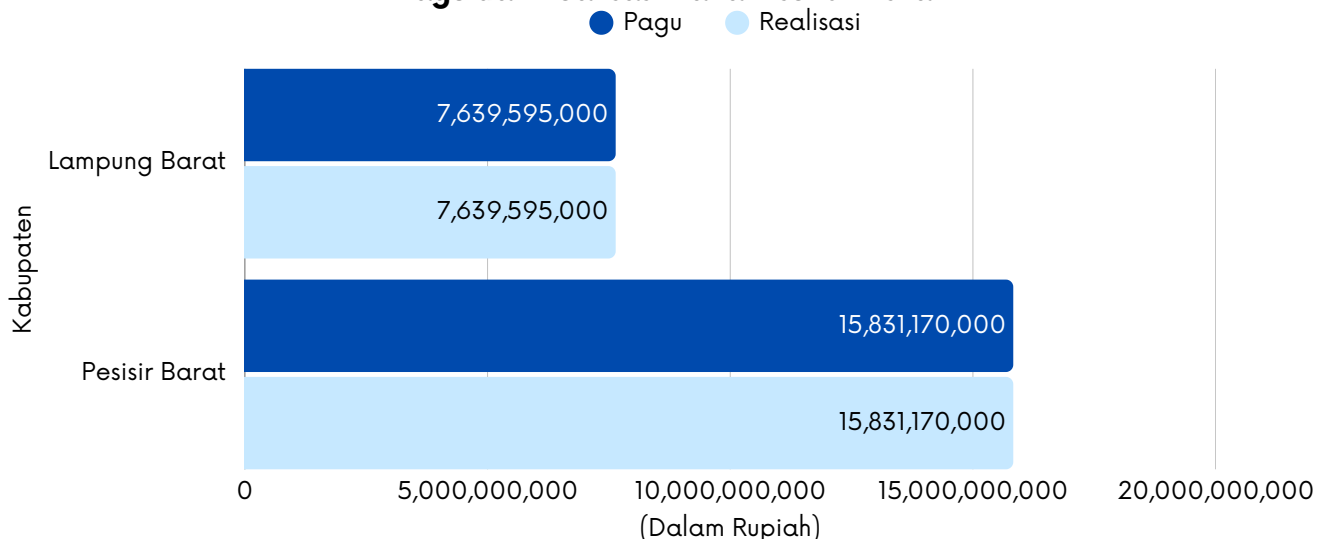 Pagu Realisasi
7,639,595,000
Lampung Barat
7,639,595,000
Kabupaten
15,831,170,000
Pesisir Barat
15,831,170,000
0 5,000,000,000 10,000,000,000 15,000,000,000 20,000,000,000
(Dalam Rupiah)